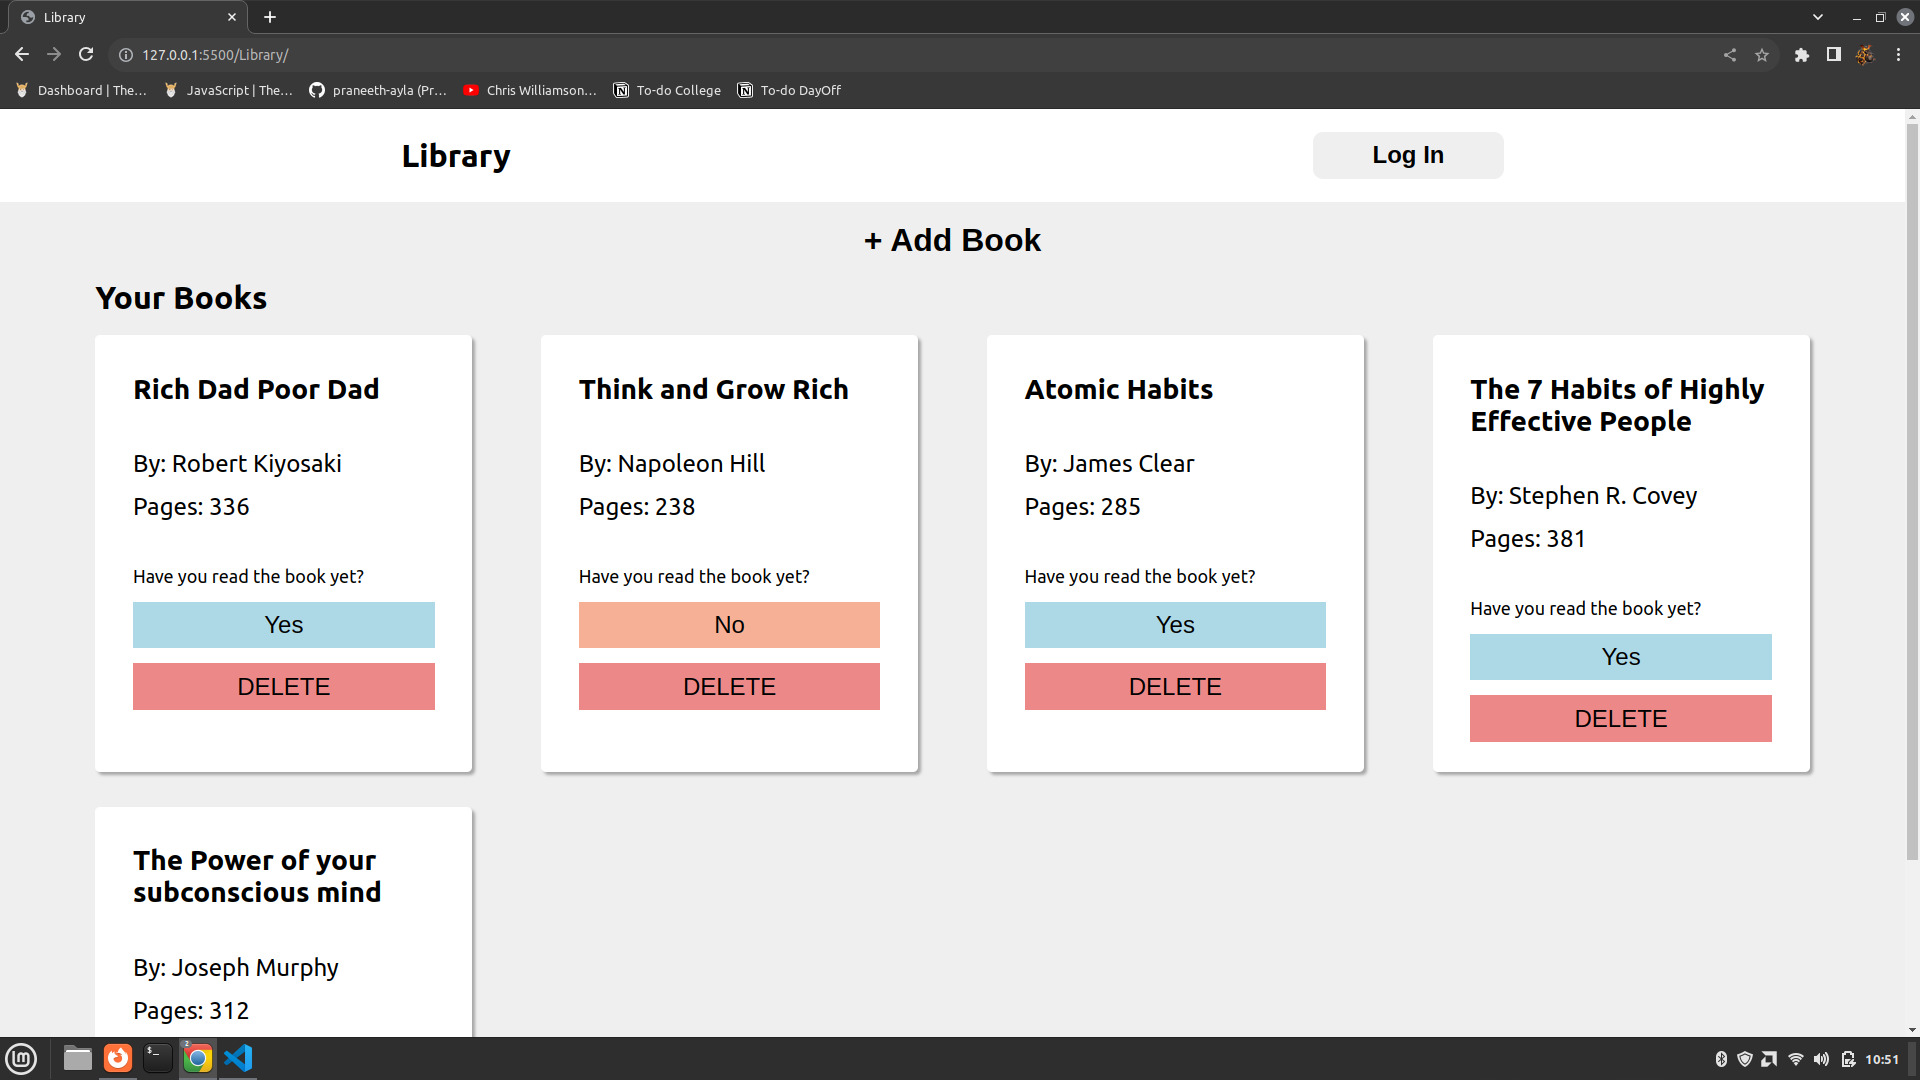 Library
127.0.0.1:5500/Library/
Dashboard | The...
JavaScript | The...
praneeth-ayla (Pr...
Chris Williamson...
To-do College
To-do DayOff
Library
Log In
+ Add Book
Your Books
Rich Dad Poor Dad
By: Robert Kiyosaki
Pages: 336
Have you read the book yet?
Yes
DELETE
Think and Grow Rich
By: Napoleon Hill
Pages: 238
Have you read the book yet?
No
DELETE
Atomic Habits
By: James Clear
Pages: 285
Have you read the book yet?
Yes
DELETE
The 7 Habits of Highly
Effective People
By: Stephen R. Covey
Pages: 381
Have you read the book yet?
Yes
DELETE
The Power of your
subconscious mind
By: Joseph Murphy
Pages: 312
2
10:51